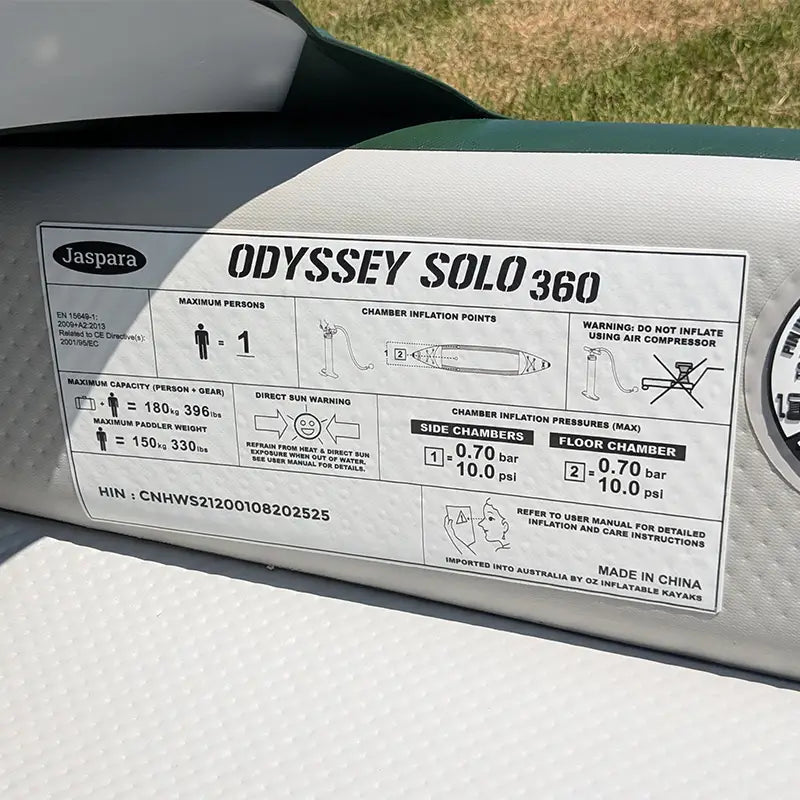 Jaspara
ODYSSEY SOLO 360
EN 15649-1:
2009+A2:2013
Related to CE Directive(s):
2001/95/EC
MAXIMUM PERSONS
= 1
CHAMBER INFLATION POINTS
1 2
WARNING: DO NOT INFLATE
USING AIR COMPRESSOR
MAXIMUM CAPACITY (PERSON + GEAR)
+ = 180kg 396lbs
MAXIMUM PADDLER WEIGHT
= 150kg 330lbs
DIRECT SUN WARNING
REFRAIN FROM HEAT & DIRECT SUN
EXPOSURE WHEN OUT OF WATER.
SEE USER MANUAL FOR DETAILS.
CHAMBER INFLATION PRESSURES (MAX)
SIDE CHAMBERS
1 = 0.70 bar
10.0 psi
FLOOR CHAMBER
2 = 0.70 bar
10.0 psi
HIN : CNHWS21200108202525
REFER TO USER MANUAL FOR DETAILED
INFLATION AND CARE INSTRUCTIONS
MADE IN CHINA
IMPORTED INTO AUSTRALIA BY OZ INFLATABLE KAYAKS